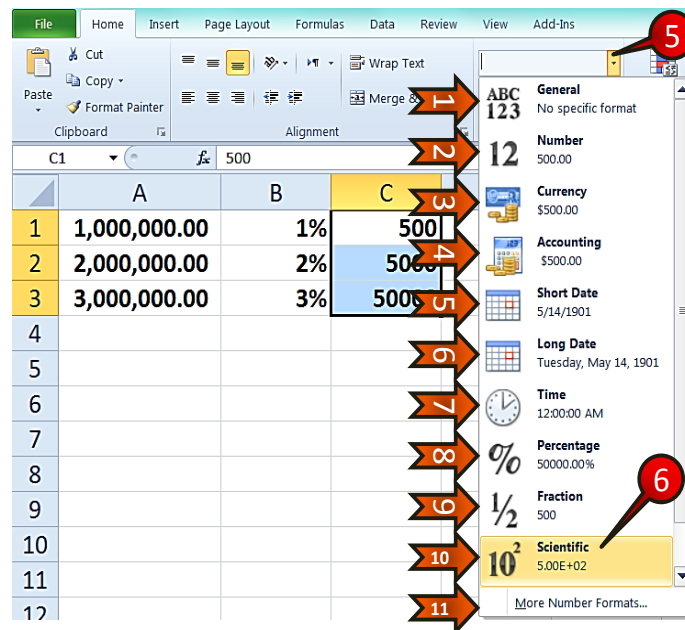 File Home Insert Page Layout Formulas Data Review View Add-Ins
5
Cut
Copy
Format Painter
Paste
Clipboard
Wrap Text
Merge &
Alignment
C1 fx 500
A B C
1 1,000,000.00 1% 500
2 2,000,000.00 2% 5000
3 3,000,000.00 3% 50000
4
5
6
7
8
9
10
11
12
1 ABC 123 General
No specific format
2 12 Number
500.00
3 Currency
$500.00
4 Accounting
$500.00
5 Short Date
5/14/1901
6 Long Date
Tuesday, May 14, 1901
7 Time
12:00:00 AM
8 % Percentage
50000.00%
6
9 1/2 Fraction
500
10 10² Scientific
5.00E+02
11 More Number Formats...